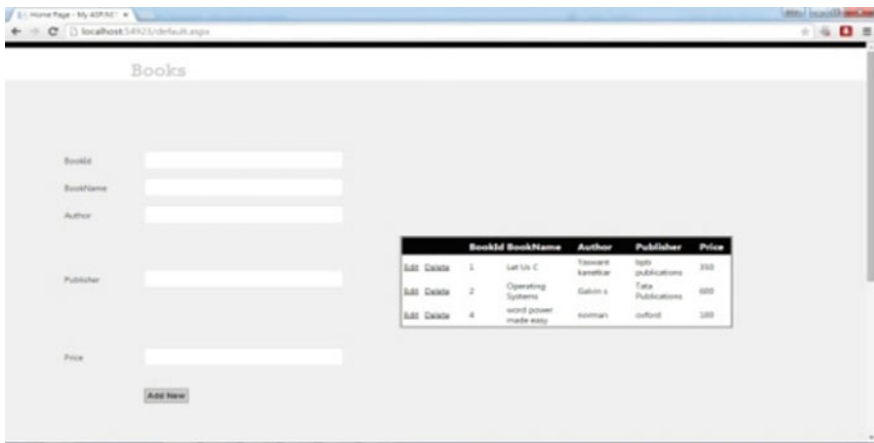 Home Page - My ASP.NET
localhost:54923/default.aspx
Books
BookId
BookName
Author
Publisher
Price
Add New
BookId BookName Author Publisher Price
Edit Delete 1 Let Us C Yaswant kanetkar bpb publications 350
Edit Delete 2 Operating Systems Galvin s Tata Publications 600
Edit Delete 4 word power made easy norman oxford 100